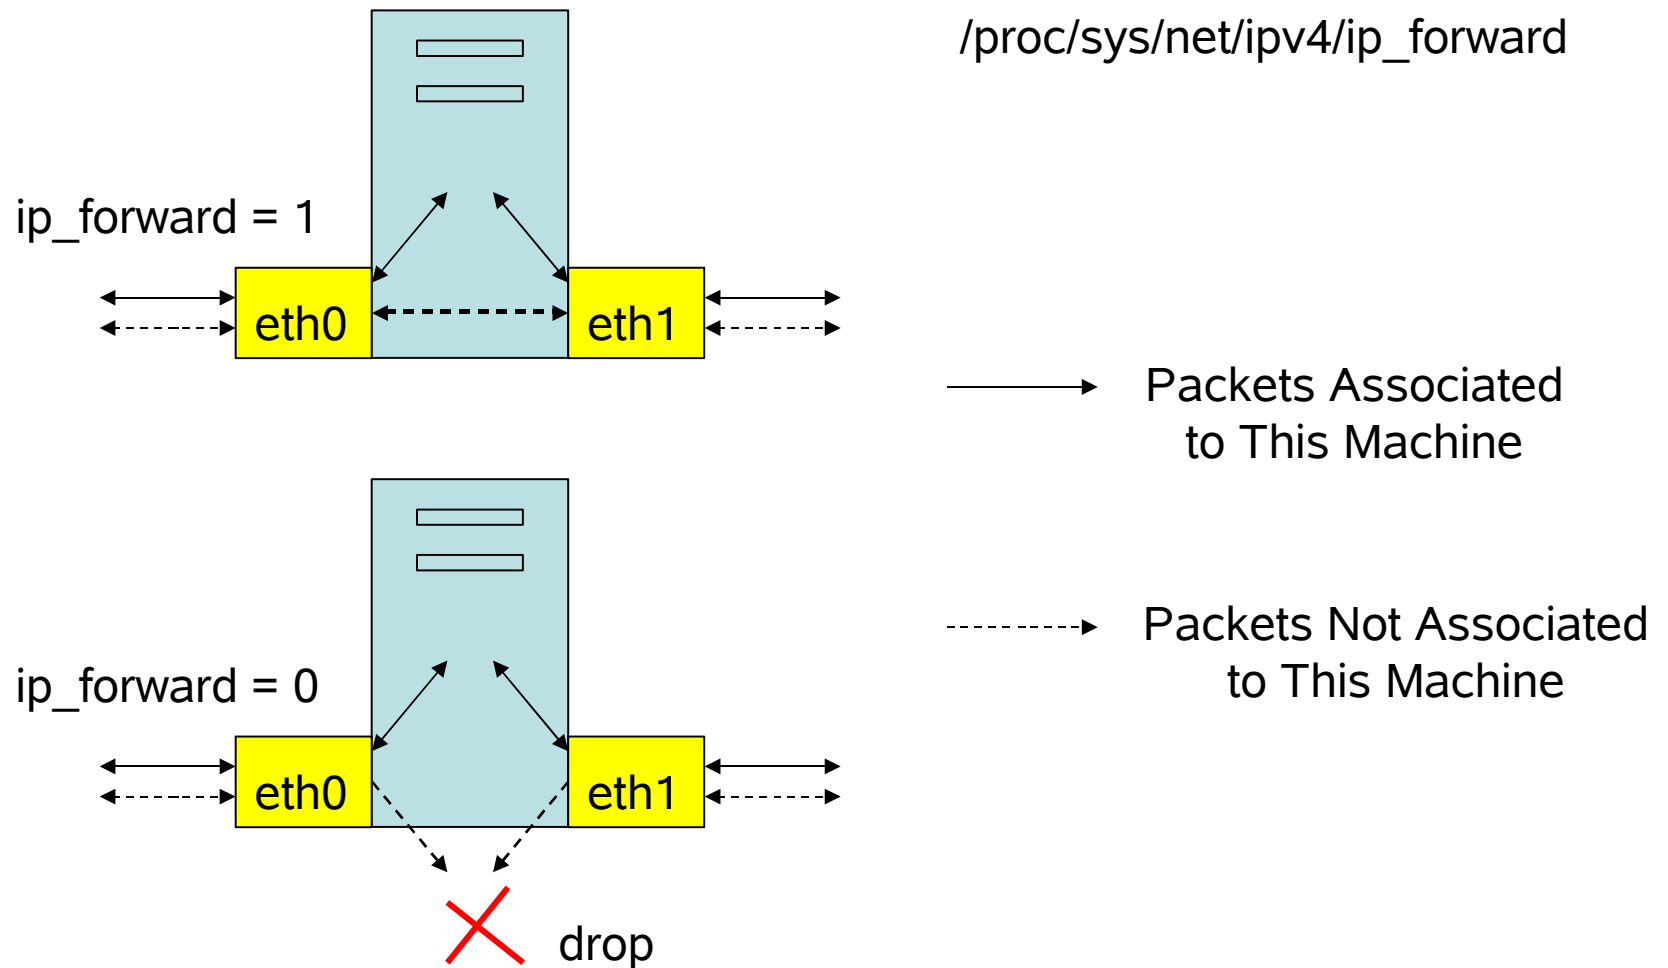 /proc/sys/net/ipv4/ip_forward
ip_forward = 1
eth0
eth1
Packets Associated
to This Machine
Packets Not Associated
to This Machine
ip_forward = 0
eth0
eth1
drop